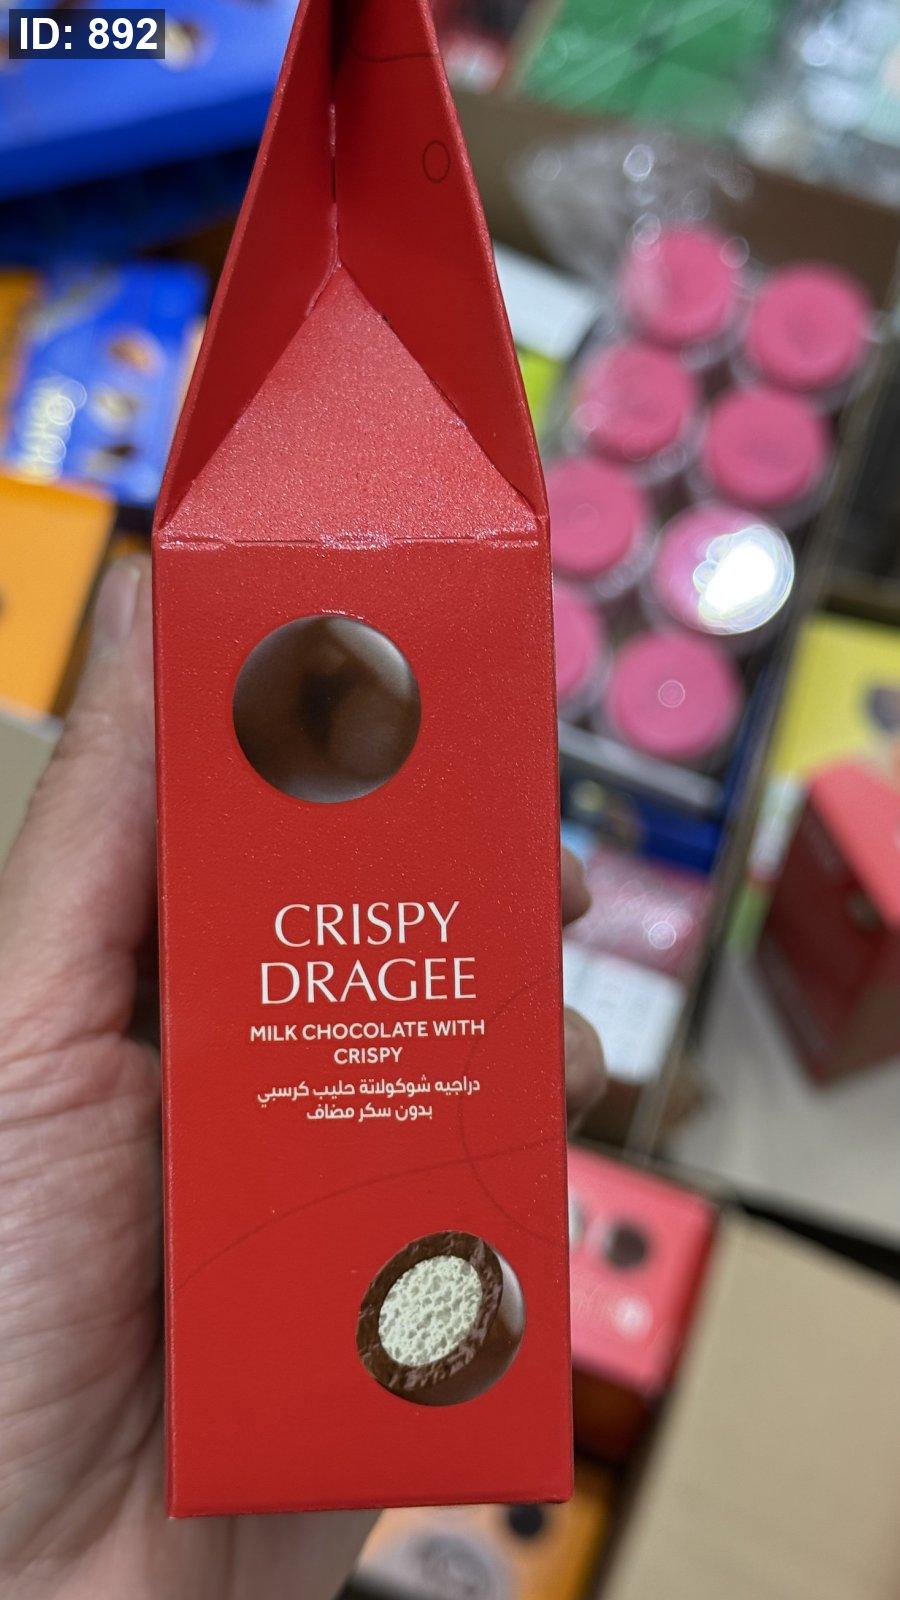 ID: 892
CRISPY
DRAGEE
MILK CHOCOLATE WITH
CRISPY
دراجيه شوكولاتة حليب كرسبي
بدون سكر مضاف